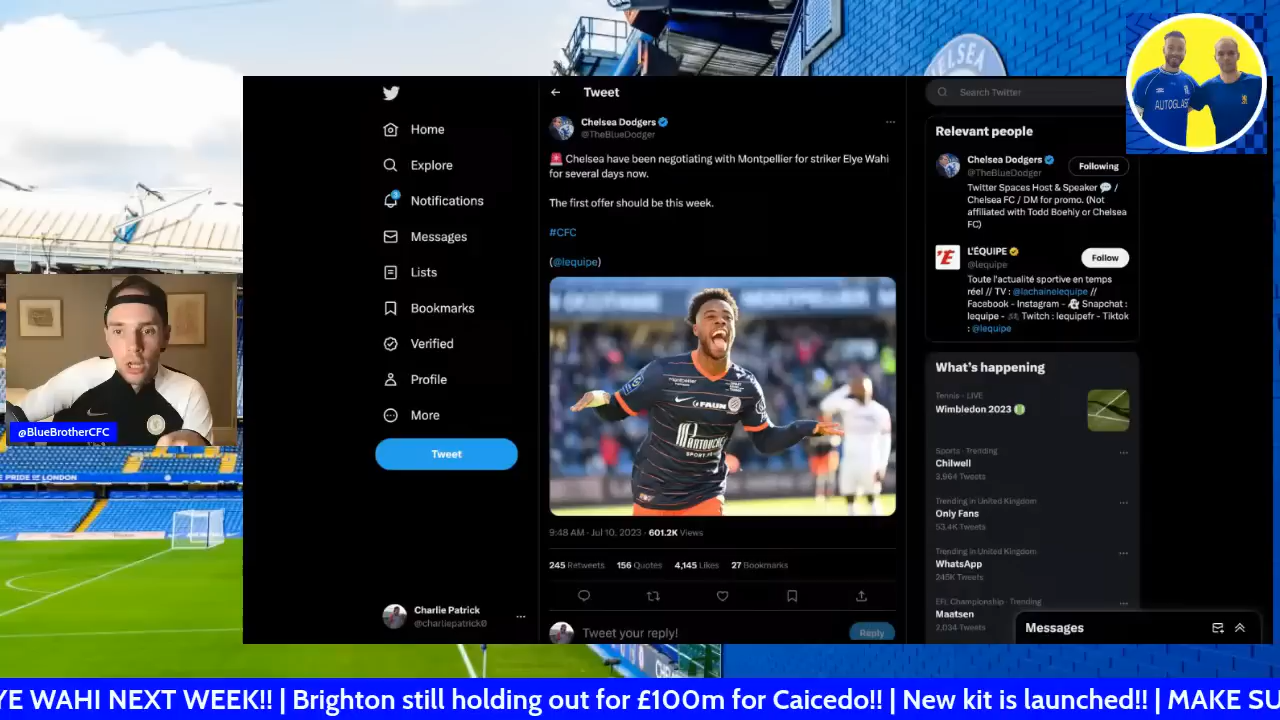 CHELSEA
AUTOGLASS
Tweet
Search Twitter
Home
Explore
3
Notifications
Messages
Lists
Bookmarks
Verified
Profile
More
Tweet
Charlie Patrick
@charliepatrick0
Chelsea Dodgers
@TheBlueDodger
🚨 Chelsea have been negotiating with Montpellier for striker Elye Wahi
for several days now.
The first offer should be this week.
#CFC
(@lequipe)
FAUN
SPORT
9:48 AM · Jul 10, 2023 · 601.2K Views
245 Retweets 156 Quotes 4,145 Likes 27 Bookmarks
Tweet your reply!
Reply
Relevant people
Chelsea Dodgers
@TheBlueDodger
Following
Twitter Spaces Host & Speaker 💬 /
Chelsea FC / DM for promo. (Not
affiliated with Todd Boehly or Chelsea
FC)
L'ÉQUIPE
@lequipe
Follow
Toute l'actualité sportive en temps
réel // TV : @lachainelequipe //
Facebook - Instagram - 👻 Snapchat :
lequipe - 🎮 Twitch : lequipefr - Tiktok
: @lequipe
What's happening
Tennis · LIVE
Wimbledon 2023
Sports · Trending
Chilwell
3,964 Tweets
Trending in United Kingdom
Only Fans
53.4K Tweets
Trending in United Kingdom
WhatsApp
245K Tweets
EFL Championship · Trending
Maatsen
2,034 Tweets
Messages
@BlueBrotherCFC
PRIDE OF LONDON
YE WAHI NEXT WEEK!! | Brighton still holding out for £100m for Caicedo!! | New kit is launched!! | MAKE SU